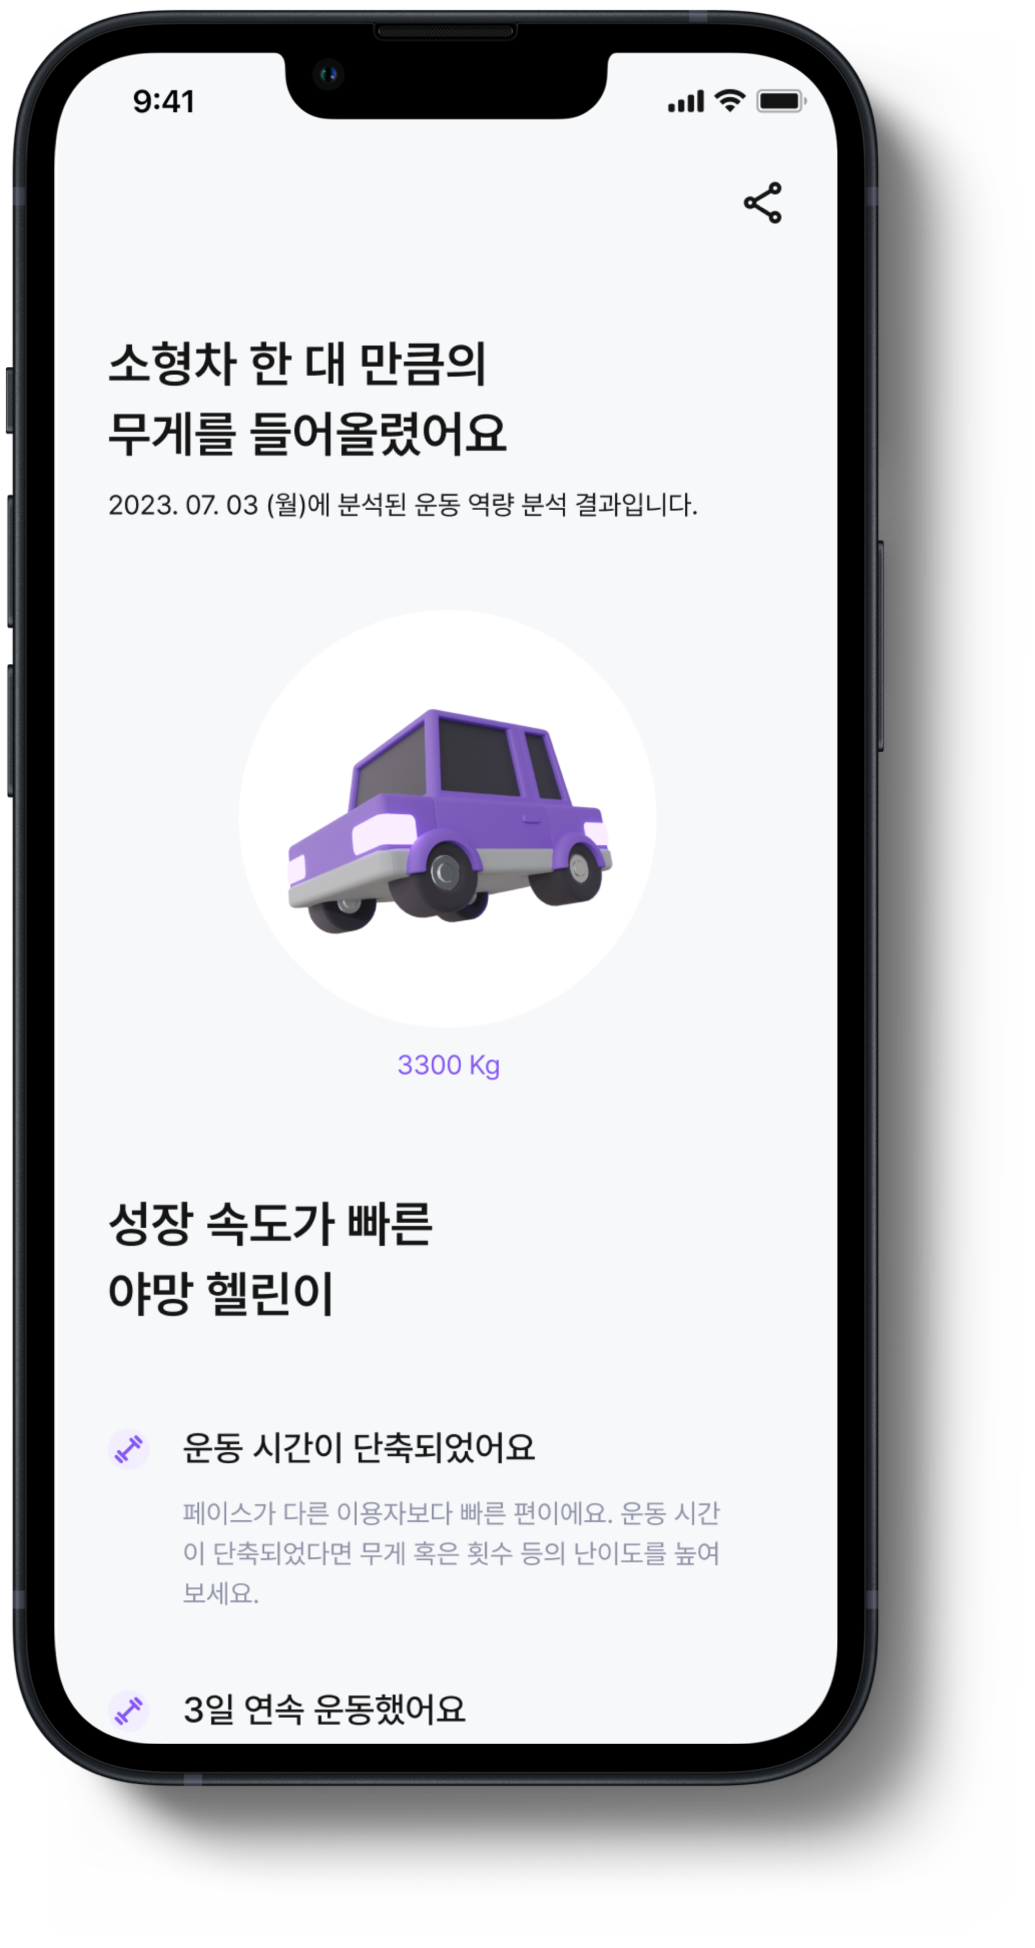 9:41
소형차 한 대 만큼의
무게를 들어올렸어요
2023. 07. 03 (월)에 분석된 운동 역량 분석 결과입니다.
3300 Kg
성장 속도가 빠른
야망 헬린이
운동 시간이 단축되었어요
페이스가 다른 이용자보다 빠른 편이에요. 운동 시간
이 단축되었다면 무게 혹은 횟수 등의 난이도를 높여
보세요.
3일 연속 운동했어요